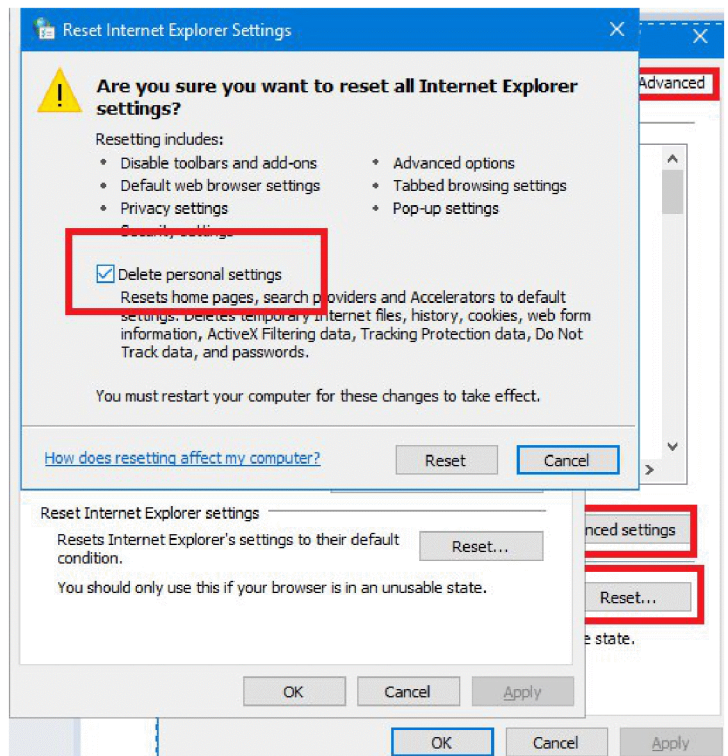 Reset Internet Explorer Settings
Advanced
Are you sure you want to reset all Internet Explorer
settings?
Resetting includes:
• Disable toolbars and add-ons
• Default web browser settings
• Privacy settings
Security settings
• Advanced options
• Tabbed browsing settings
• Pop-up settings
Delete personal settings
Resets home pages, search providers and Accelerators to default
settings. Deletes temporary Internet files, history, cookies, web form
information, ActiveX Filtering data, Tracking Protection data, Do Not
Track data, and passwords.
You must restart your computer for these changes to take effect.
How does resetting affect my computer?
Reset
Cancel
Reset Internet Explorer settings
Resets Internet Explorer's settings to their default
condition.
Reset...
You should only use this if your browser is in an unusable state.
OK
Cancel
Apply
nced settings
Reset...
e state.
OK
Cancel
Apply